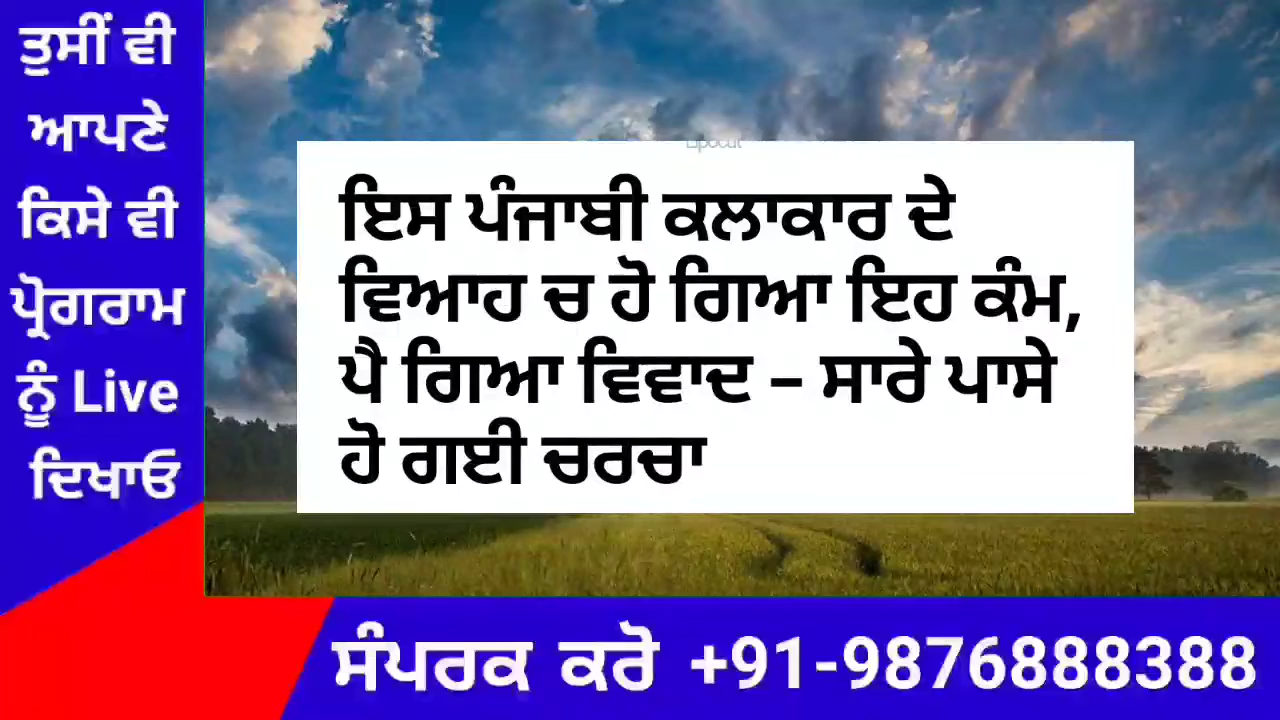 ਤੁਸੀਂ ਵੀ
ਆਪਣੇ
ਕਿਸੇ ਵੀ
ਪ੍ਰੋਗਰਾਮ
ਨੂੰ Live
ਦਿਖਾਓ
ਇਸ ਪੰਜਾਬੀ ਕਲਾਕਾਰ ਦੇ
ਵਿਆਹ ਚ ਹੋ ਗਿਆ ਇਹ ਕੰਮ,
ਪੈ ਗਿਆ ਵਿਵਾਦ – ਸਾਰੇ ਪਾਸੇ
ਹੋ ਗਈ ਚਰਚਾ
ਸੰਪਰਕ ਕਰੋ +91-9876888388